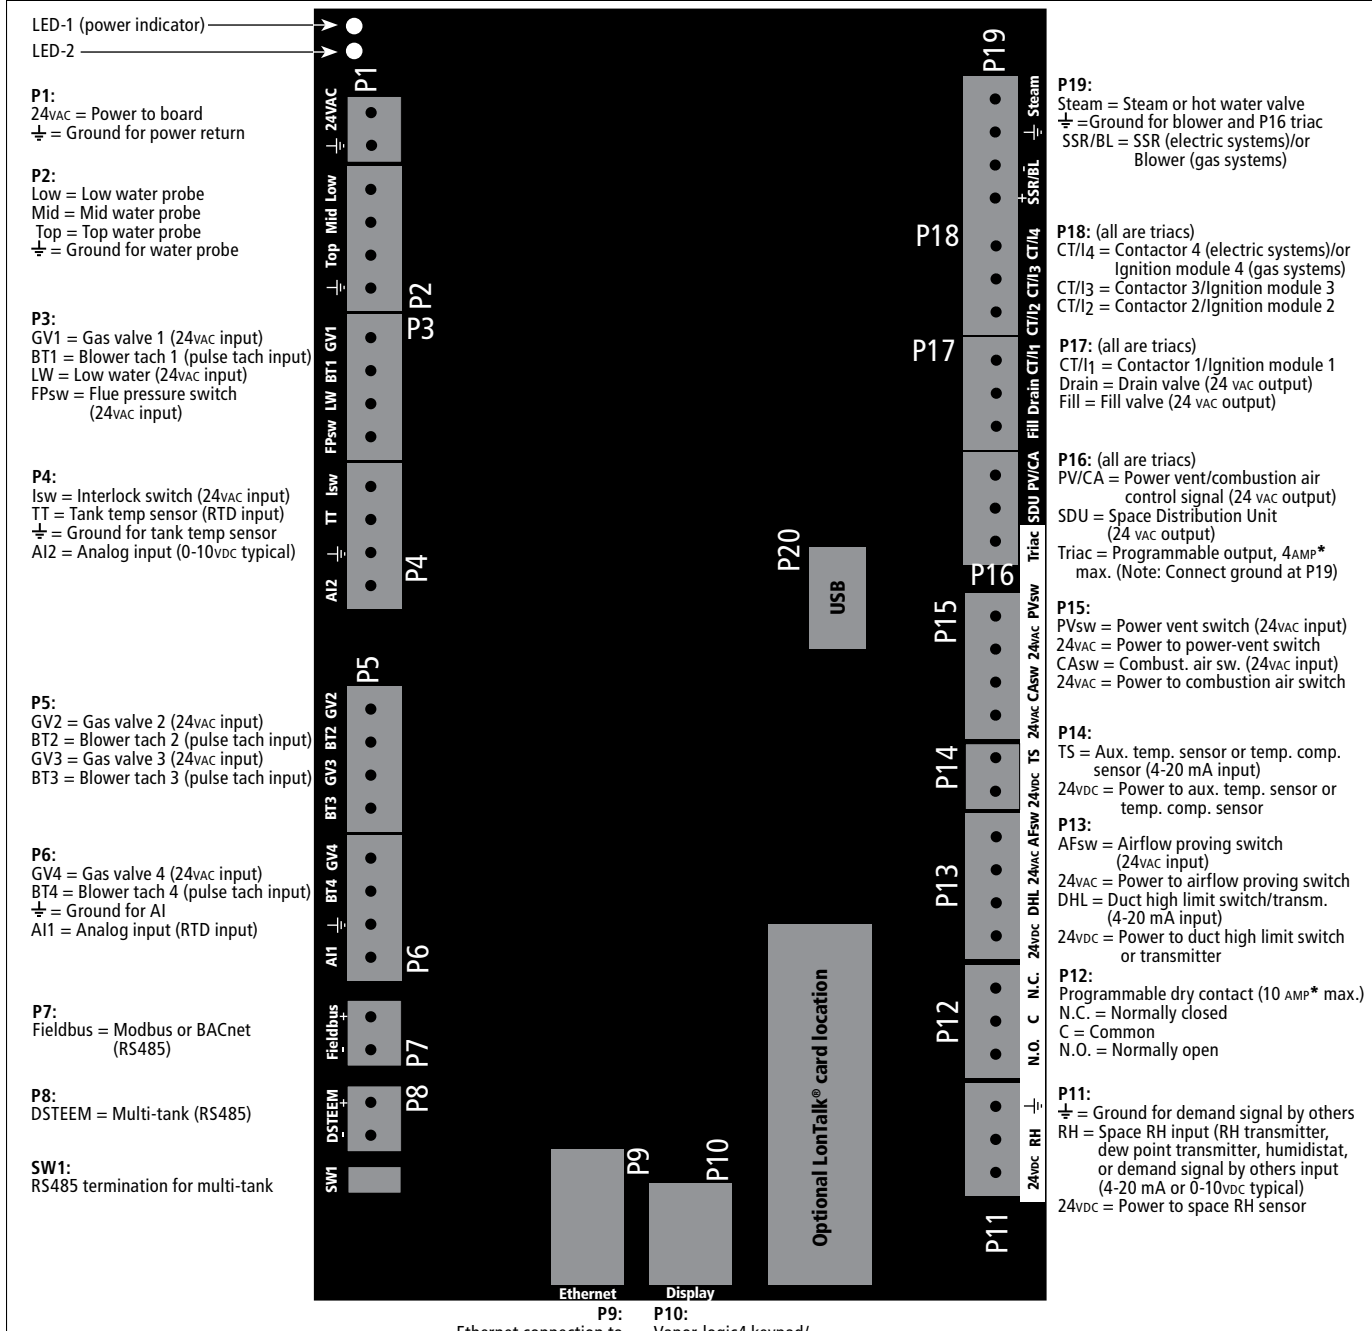 LED-1 (power indicator)
LED-2
P1:
24VAC = Power to board
⏚ = Ground for power return
P2:
Low = Low water probe
Mid = Mid water probe
Top = Top water probe
⏚ = Ground for water probe
P3:
GV1 = Gas valve 1 (24VAC input)
BT1 = Blower tach 1 (pulse tach input)
LW = Low water (24VAC input)
FPsw = Flue pressure switch
(24VAC input)
P4:
Isw = Interlock switch (24VAC input)
TT = Tank temp sensor (RTD input)
⏚ = Ground for tank temp sensor
AI2 = Analog input (0-10VDC typical)
P5:
GV2 = Gas valve 2 (24VAC input)
BT2 = Blower tach 2 (pulse tach input)
GV3 = Gas valve 3 (24VAC input)
BT3 = Blower tach 3 (pulse tach input)
P6:
GV4 = Gas valve 4 (24VAC input)
BT4 = Blower tach 4 (pulse tach input)
⏚ = Ground for AI
AI1 = Analog input (RTD input)
P7:
Fieldbus = Modbus or BACnet
(RS485)
P8:
DSTEEM = Multi-tank (RS485)
SW1:
RS485 termination for multi-tank
P1
⏚ 24VAC
⏚ Top Mid Low
P2
P3
FPsw LW BT1 GV1
AI2 ⏚ TT Isw
P4
P5
BT3 GV3 BT2 GV2
AI1 ⏚ BT4 GV4
P6
- Fieldbus +
P7
P8
- DSTEEM +
SW1
P9
Ethernet
P10
Display
P20
USB
Optional LonTalk® card location
P19
+ SSR/BL - ⏚ Steam
P18
CT/I2 CT/I3 CT/I4
P17
Fill Drain CT/I1
Triac SDU PV/CA
P16
P15
24VAC CAsw 24VAC PVsw
P14
24VDC TS
P13
24VDC DHL 24VAC AFsw
P12
N.O. C N.C.
24VDC RH ⏚
P11
P19:
Steam = Steam or hot water valve
⏚ =Ground for blower and P16 triac
SSR/BL = SSR (electric systems)/or
Blower (gas systems)
P18: (all are triacs)
CT/I4 = Contactor 4 (electric systems)/or
Ignition module 4 (gas systems)
CT/I3 = Contactor 3/Ignition module 3
CT/I2 = Contactor 2/Ignition module 2
P17: (all are triacs)
CT/I1 = Contactor 1/Ignition module 1
Drain = Drain valve (24 VAC output)
Fill = Fill valve (24 VAC output)
P16: (all are triacs)
PV/CA = Power vent/combustion air
control signal (24 VAC output)
SDU = Space Distribution Unit
(24 VAC output)
Triac = Programmable output, 4AMP*
max. (Note: Connect ground at P19)
P15:
PVsw = Power vent switch (24VAC input)
24VAC = Power to power-vent switch
CAsw = Combust. air sw. (24VAC input)
24VAC = Power to combustion air switch
P14:
TS = Aux. temp. sensor or temp. comp.
sensor (4-20 mA input)
24VDC = Power to aux. temp. sensor or
temp. comp. sensor
P13:
AFsw = Airflow proving switch
(24VAC input)
24VAC = Power to airflow proving switch
DHL = Duct high limit switch/transm.
(4-20 mA input)
24VDC = Power to duct high limit switch
or transmitter
P12:
Programmable dry contact (10 AMP* max.)
N.C. = Normally closed
C = Common
N.O. = Normally open
P11:
⏚ = Ground for demand signal by others
RH = Space RH input (RH transmitter,
dew point transmitter, humidistat,
or demand signal by others input
(4-20 mA or 0-10VDC typical)
24VDC = Power to space RH sensor
P9:
Ethernet connection to
P10:
Vapor-logic4 keypad/